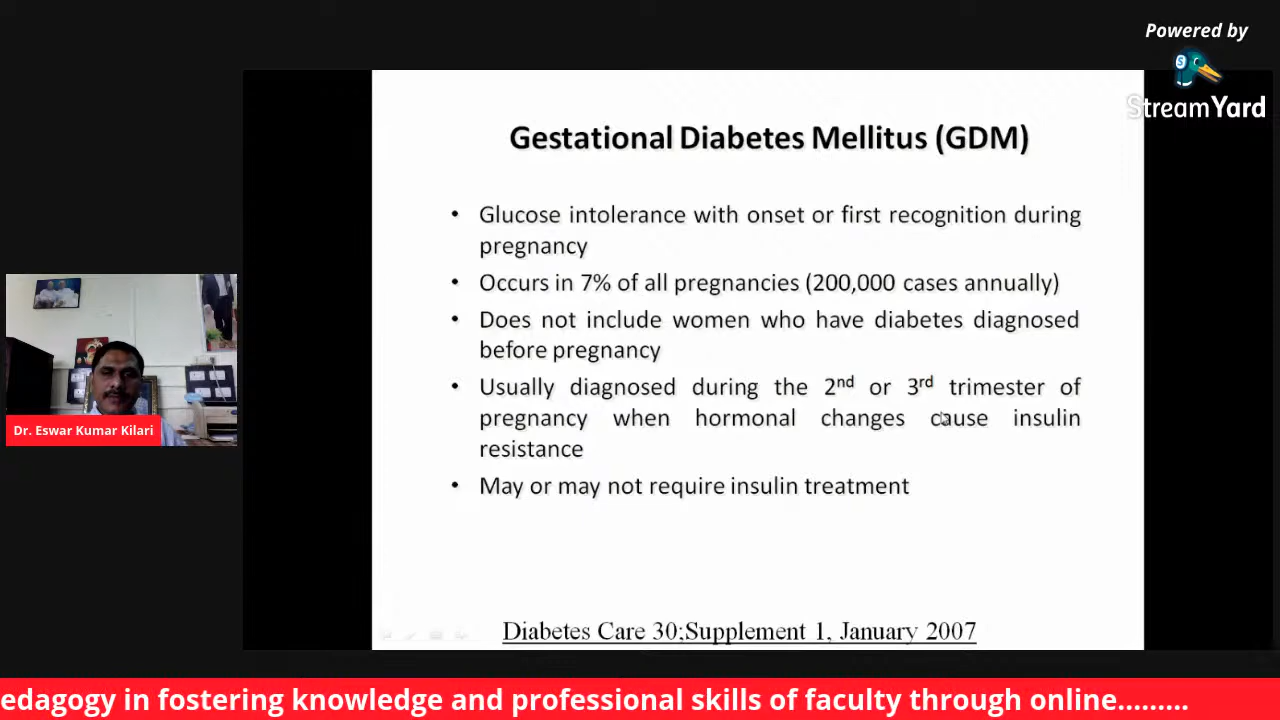 Powered by
StreamYard
Gestational Diabetes Mellitus (GDM)
• Glucose intolerance with onset or first recognition during
pregnancy
• Occurs in 7% of all pregnancies (200,000 cases annually)
• Does not include women who have diabetes diagnosed
before pregnancy
• Usually diagnosed during the 2nd or 3rd trimester of
pregnancy when hormonal changes cause insulin
resistance
• May or may not require insulin treatment
Diabetes Care 30;Supplement 1, January 2007
Dr. Eswar Kumar Kilari
edagogy in fostering knowledge and professional skills of faculty through online.........